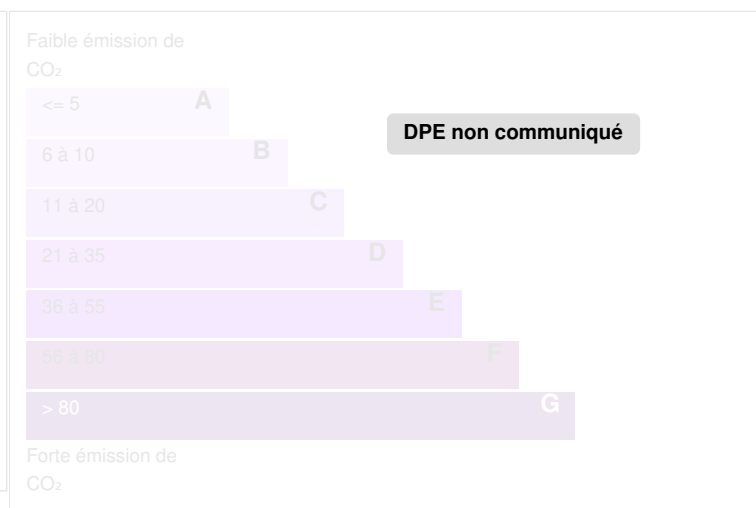 Faible émission de
CO₂
<= 5 A
DPE non communiqué
6 à 10 B
11 à 20 C
21 à 35 D
36 à 55 E
56 à 80 F
> 80 G
Forte émission de
CO₂